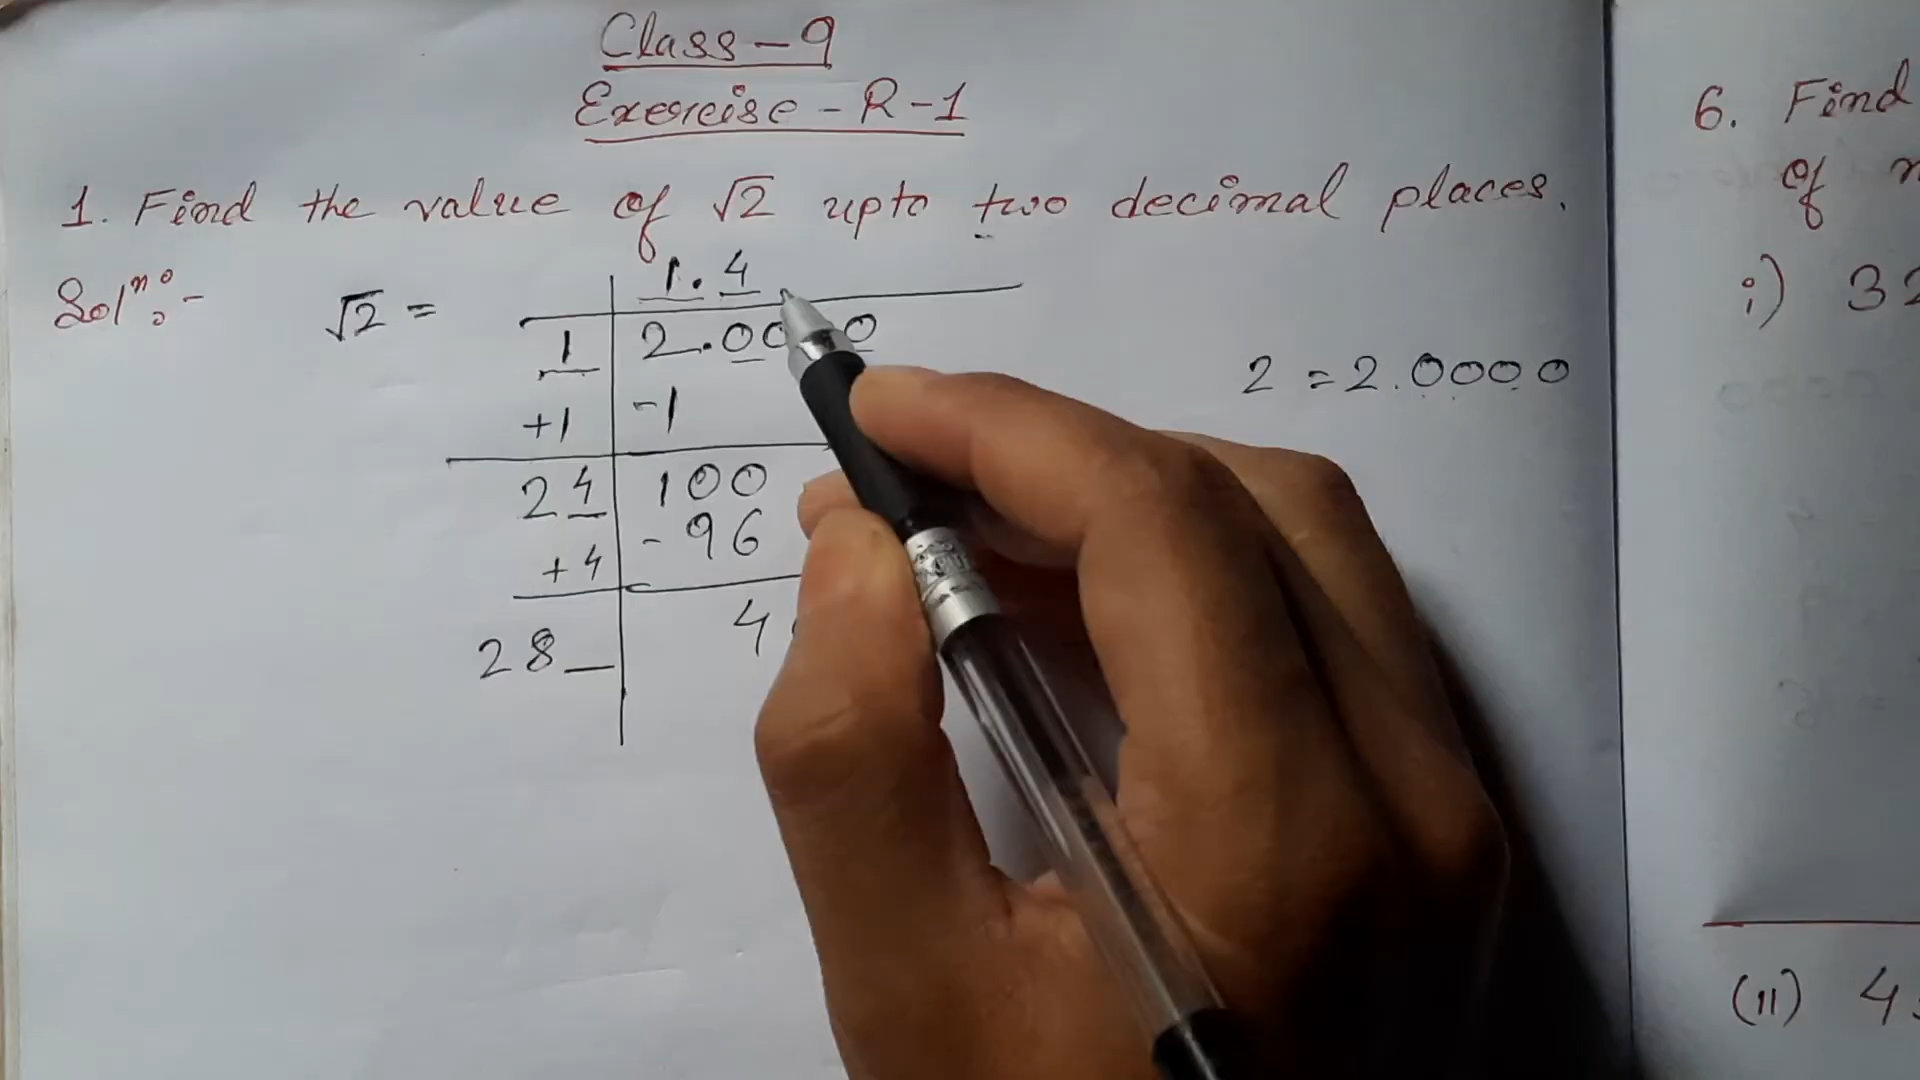 Class - 9
Exercise - R - 1
1. Find the value of √2 upto two decimal places.
Solⁿ:-
√2 =
1.4
1 2.00 0
+1 -1
24 100
+4 -96
28_ 4
2 = 2.0000
6. Find
of
i) 3
(ii) 4